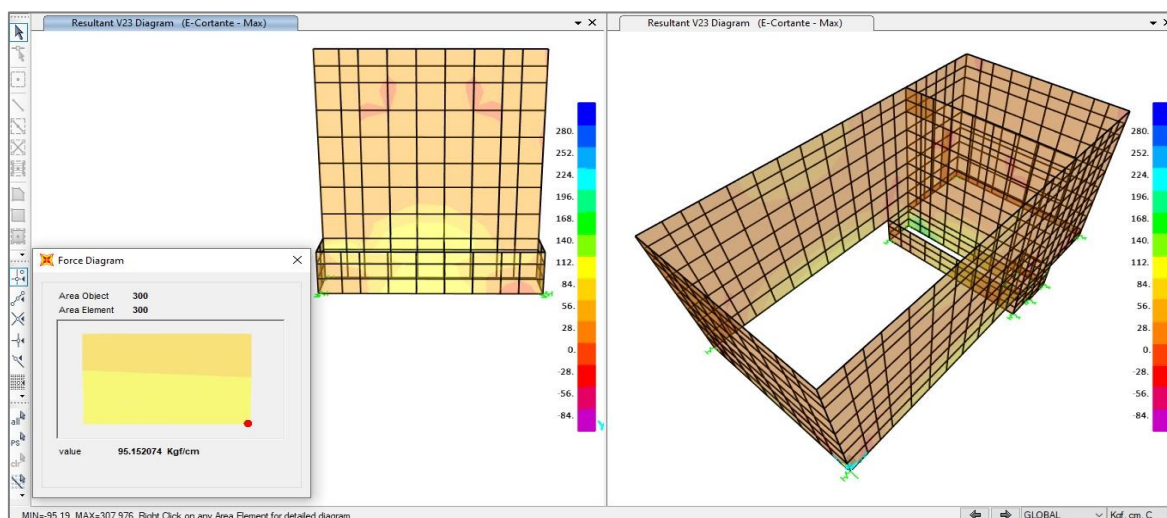 Resultant V23 Diagram (E-Cortante - Max)
Resultant V23 Diagram (E-Cortante - Max)
280.
252.
224.
196.
168.
140.
112.
84.
56.
28.
0.
-28.
-56.
-84.
280.
252.
224.
196.
168.
140.
112.
84.
56.
28.
0.
-28.
-56.
-84.
Force Diagram
Area Object 300
Area Element 300
value 95.152074 Kgf/cm
all
PS
clr
MIN=-95.19, MAX=307.976, Right Click on any Area Element for detailed diagram
GLOBAL
Kgf, cm, C